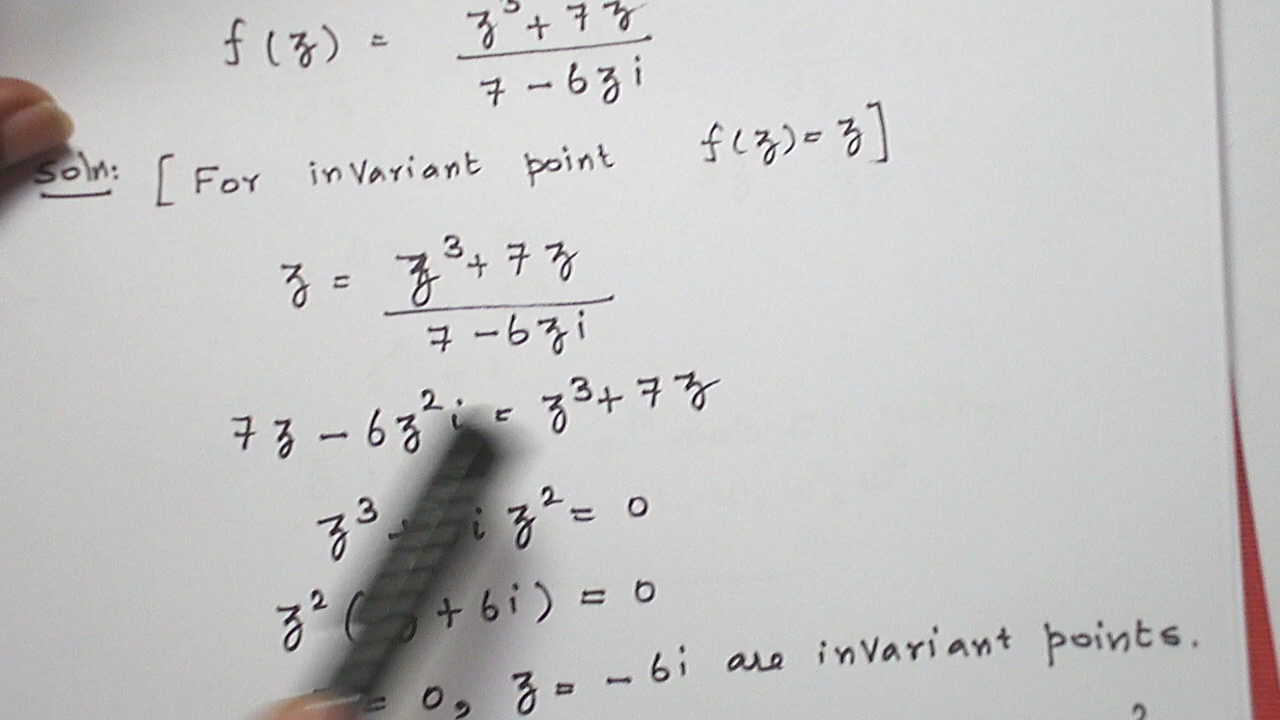 f(z) = z³ + 7z / 7 - 6zi
Soln: [For invariant point f(z) = z]
z = z³ + 7z / 7 - 6zi
7z - 6z²i = z³ + 7z
z³ i z² = 0
z² ( + 6i) = 0
= 0, z = -6i are invariant points.
2